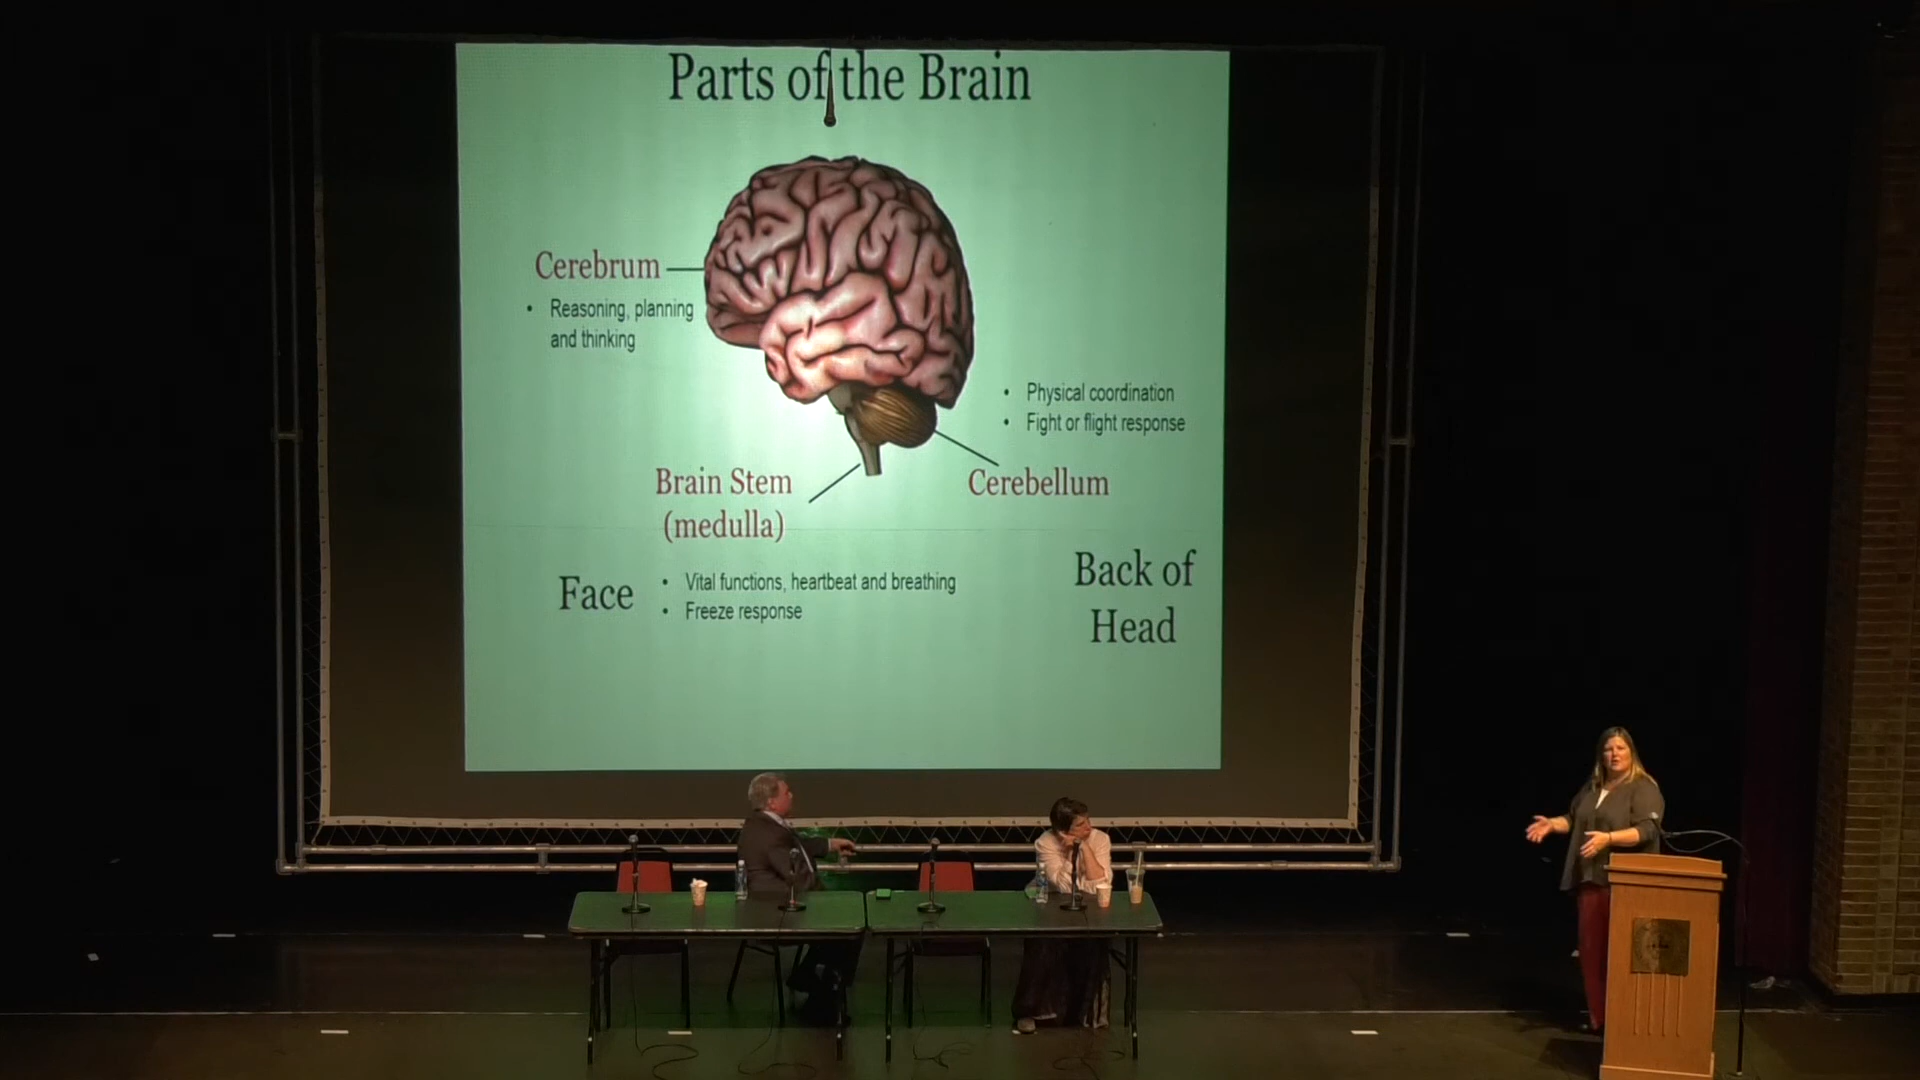 Parts of the Brain
Cerebrum
• Reasoning, planning
and thinking
• Physical coordination
• Fight or flight response
Cerebellum
Brain Stem
(medulla)
Face
• Vital functions, heartbeat and breathing
• Freeze response
Back of
Head